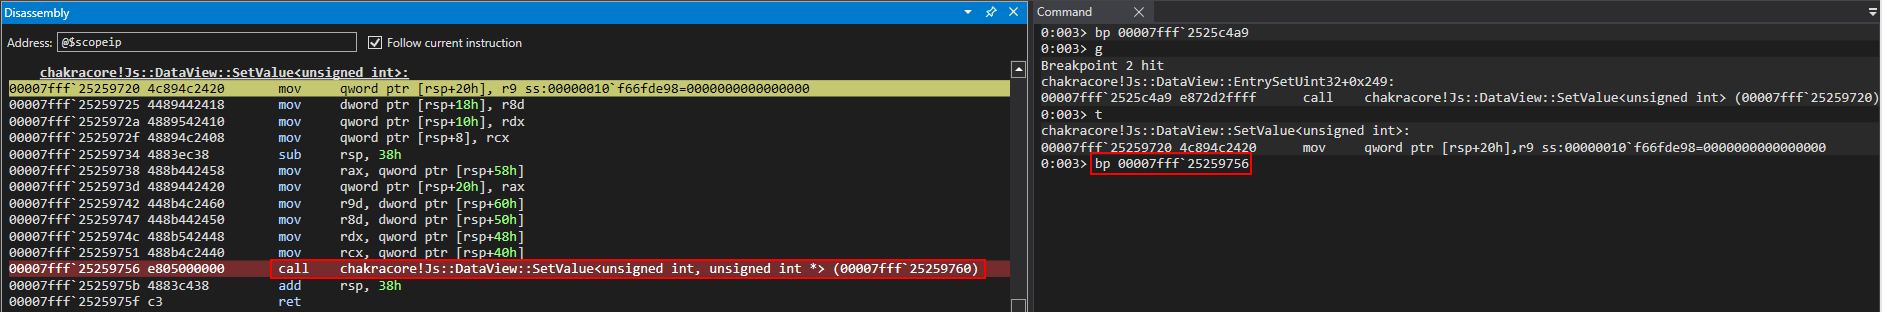 Disassembly
Address: @$scopeip Follow current instruction
chakracore!Js::DataView::SetValue<unsigned int>:
00007fff`25259720 4c894c2420 mov qword ptr [rsp+20h], r9 ss:00000010`f66fde98=0000000000000000
00007fff`25259725 4489442418 mov dword ptr [rsp+18h], r8d
00007fff`2525972a 4889542410 mov qword ptr [rsp+10h], rdx
00007fff`2525972f 48894c2408 mov qword ptr [rsp+8], rcx
00007fff`25259734 4883ec38 sub rsp, 38h
00007fff`25259738 488b442458 mov rax, qword ptr [rsp+58h]
00007fff`2525973d 4889442420 mov qword ptr [rsp+20h], rax
00007fff`25259742 448b4c2460 mov r9d, dword ptr [rsp+60h]
00007fff`25259747 448b442450 mov r8d, dword ptr [rsp+50h]
00007fff`2525974c 488b542448 mov rdx, qword ptr [rsp+48h]
00007fff`25259751 488b4c2440 mov rcx, qword ptr [rsp+40h]
00007fff`25259756 e805000000 call chakracore!Js::DataView::SetValue<unsigned int, unsigned int *> (00007fff`25259760)
00007fff`2525975b 4883c438 add rsp, 38h
00007fff`2525975f c3 ret
Command
0:003> bp 00007fff`2525c4a9
0:003> g
Breakpoint 2 hit
chakracore!Js::DataView::EntrySetUint32+0x249:
00007fff`2525c4a9 e872d2ffff call chakracore!Js::DataView::SetValue<unsigned int> (00007fff`25259720)
0:003> t
chakracore!Js::DataView::SetValue<unsigned int>:
00007fff`25259720 4c894c2420 mov qword ptr [rsp+20h],r9 ss:00000010`f66fde98=0000000000000000
0:003> bp 00007fff`25259756